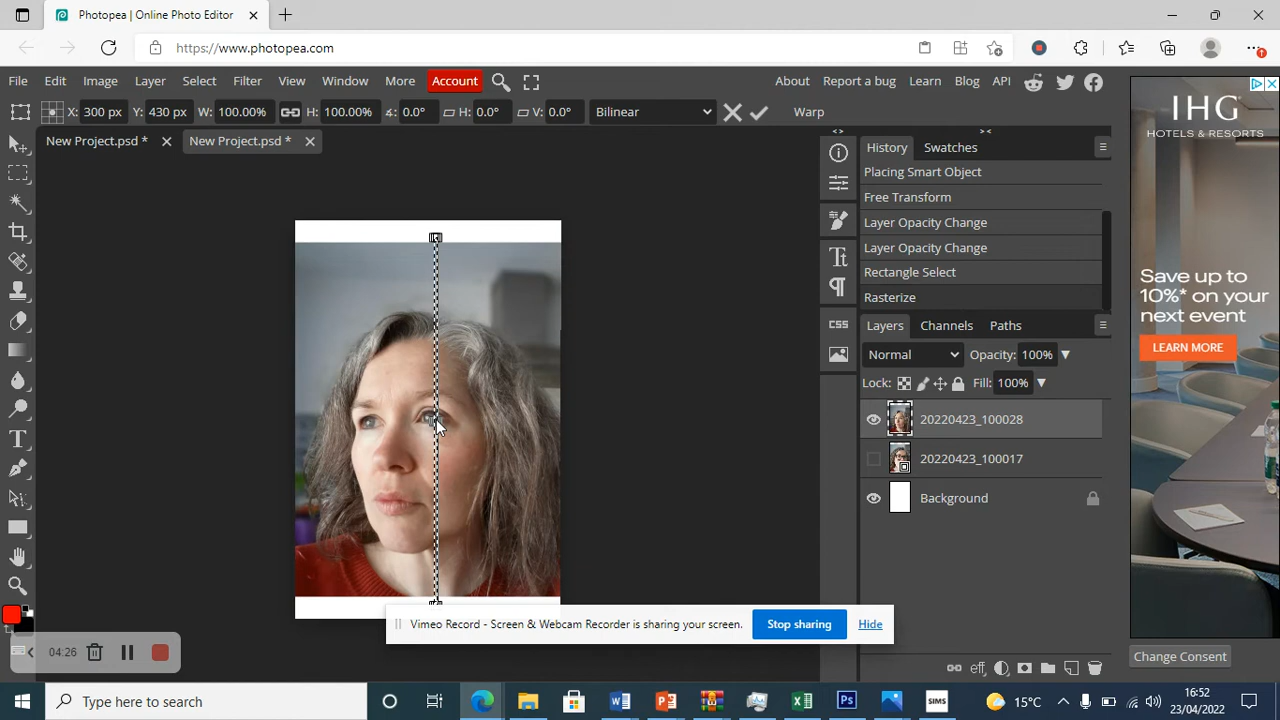 Photopea | Online Photo Editor
https://www.photopea.com
File Edit Image Layer Select Filter View Window More Account
About Report a bug Learn Blog API
X: 300 px Y: 430 px W: 100.00% H: 100.00% 0.0° H: 0.0° V: 0.0° Bilinear Warp
New Project.psd * New Project.psd *
History Swatches
Placing Smart Object
Free Transform
Layer Opacity Change
Layer Opacity Change
Rectangle Select
Rasterize
CSS
Layers Channels Paths
Normal Opacity: 100%
Lock: Fill: 100%
20220423_100028
20220423_100017
Background
IHG
HOTELS & RESORTS
Save up to
10%* on your
next event
LEARN MORE
Change Consent
Vimeo Record - Screen & Webcam Recorder is sharing your screen. Stop sharing Hide
04:26
eff
Type here to search
Ps
SIMS
15°C
16:52
23/04/2022